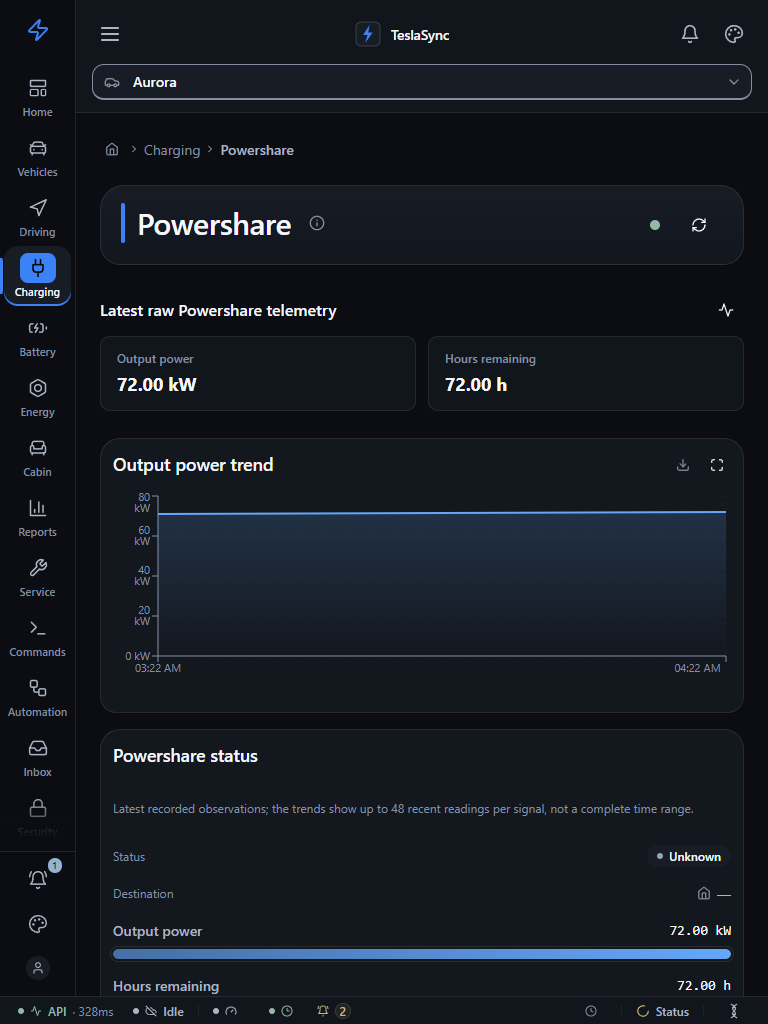 TeslaSync
Aurora
Home
Vehicles
Driving
Charging
Battery
Energy
Cabin
Reports
Service
Commands
Automation
Inbox
Security
1
Charging
Powershare
Powershare
Latest raw Powershare telemetry
Output power
72.00 kW
Hours remaining
72.00 h
Output power trend
80
kW
60
kW
40
kW
20
kW
0 kW
03:22 AM
04:22 AM
Powershare status
Latest recorded observations; the trends show up to 48 recent readings per signal, not a complete time range.
Status
Unknown
Destination
—
Output power
72.00 kW
Hours remaining
72.00 h
API · 328ms
Idle
2
Status